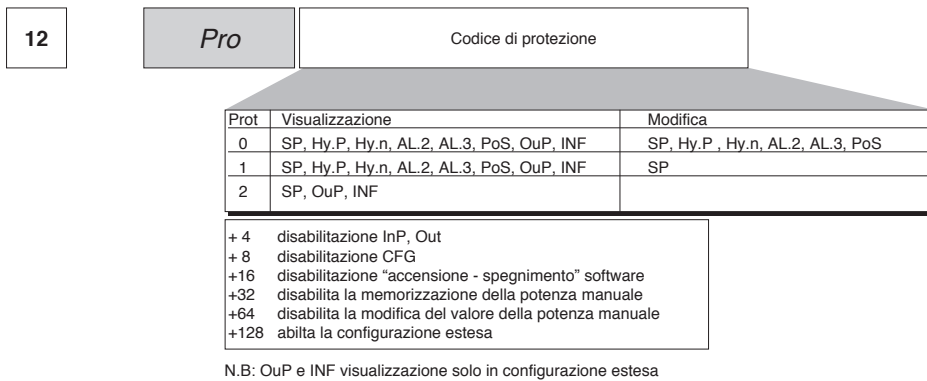 12 Pro Codice di protezione
Prot Visualizzazione Modifica
0 SP, Hy.P, Hy.n, AL.2, AL.3, PoS, OuP, INF SP, Hy.P , Hy.n, AL.2, AL.3, PoS
1 SP, Hy.P, Hy.n, AL.2, AL.3, PoS, OuP, INF SP
2 SP, OuP, INF
+ 4 disabilitazione InP, Out
+ 8 disabilitazione CFG
+16 disabilitazione “accensione - spegnimento” software
+32 disabilita la memorizzazione della potenza manuale
+64 disabilita la modifica del valore della potenza manuale
+128 abilta la configurazione estesa
N.B: OuP e INF visualizzazione solo in configurazione estesa